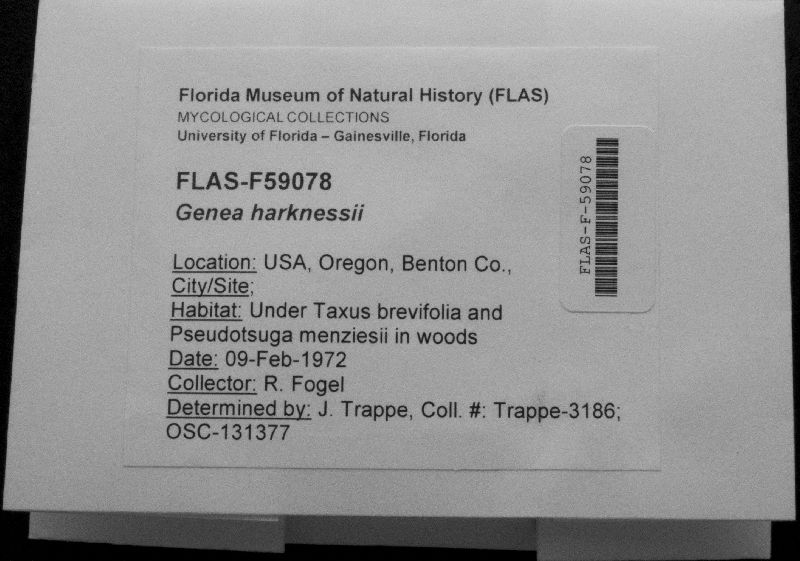 Florida Museum of Natural History (FLAS)
MYCOLOGICAL COLLECTIONS
University of Florida – Gainesville, Florida
FLAS-F59078
Genea harknessii
Location: USA, Oregon, Benton Co.,
City/Site;
Habitat: Under Taxus brevifolia and
Pseudotsuga menziesii in woods
Date: 09-Feb-1972
Collector: R. Fogel
Determined by: J. Trappe, Coll. #: Trappe-3186;
OSC-131377
FLAS-F-59078